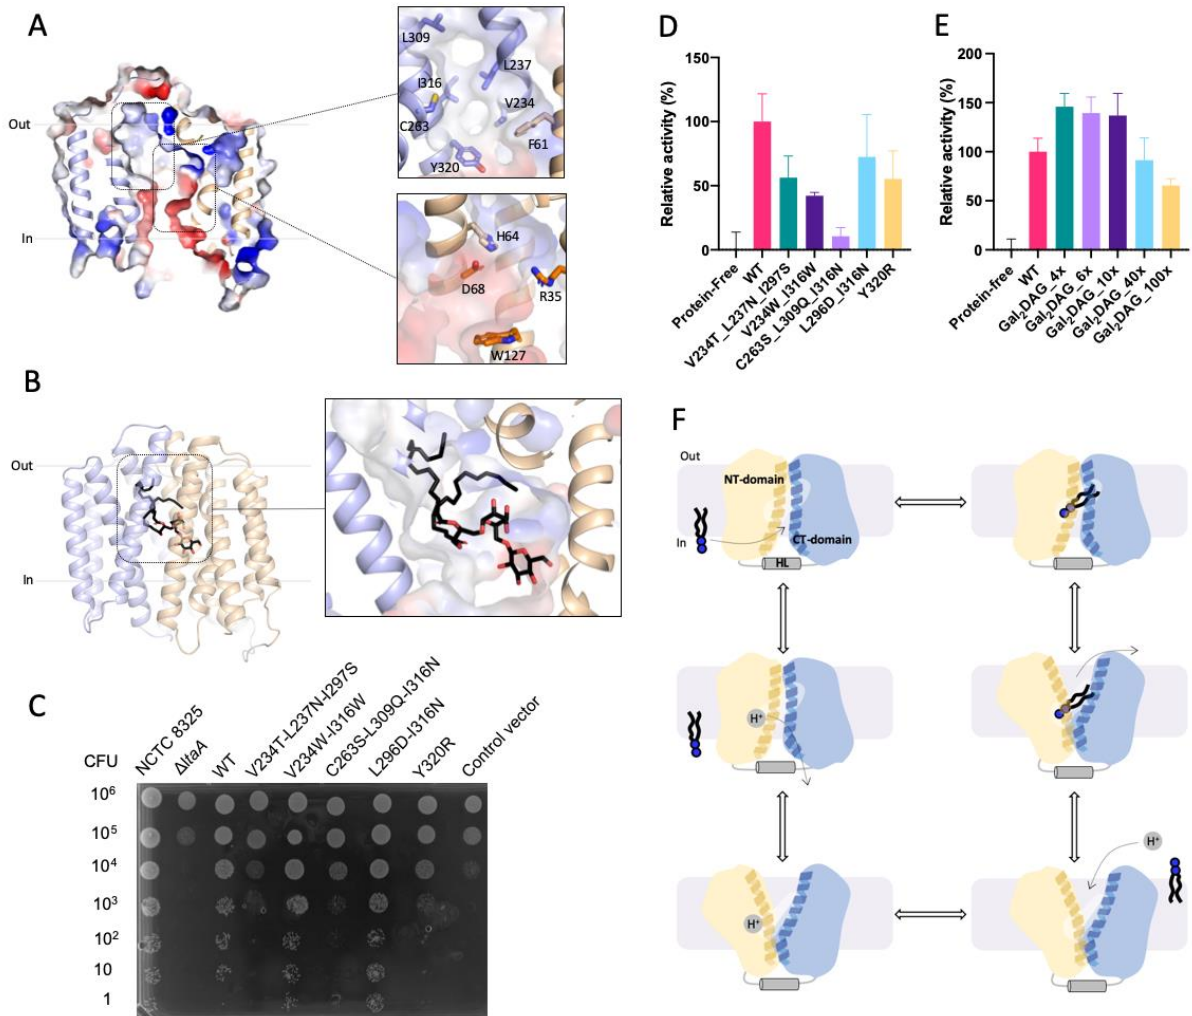 A
Out
In
L309
L237
I316
V234
C263
F61
Y320
H64
D68
R35
W127
B
Out
In
C
CFU
NCTC 8325
ΔltaA
WT
V234T-L237N-I297S
V234W-I316W
C263S-L309Q-I316N
L296D-I316N
Y320R
Control vector
10⁶
10⁵
10⁴
10³
10²
10
1
D
Relative activity (%)
150
100
50
0
Protein-Free
WT
V234T_L237N_I297S
V234W_I316W
C263S_L309Q_I316N
L296D_I316N
Y320R
E
Relative activity (%)
200
150
100
50
0
Protein-free
WT
Gal₂DAG_4x
Gal₂DAG_6x
Gal₂DAG_10x
Gal₂DAG_40x
Gal₂DAG_100x
F
Out
NT-domain
In
CT-domain
HL
H⁺
H⁺
H⁺